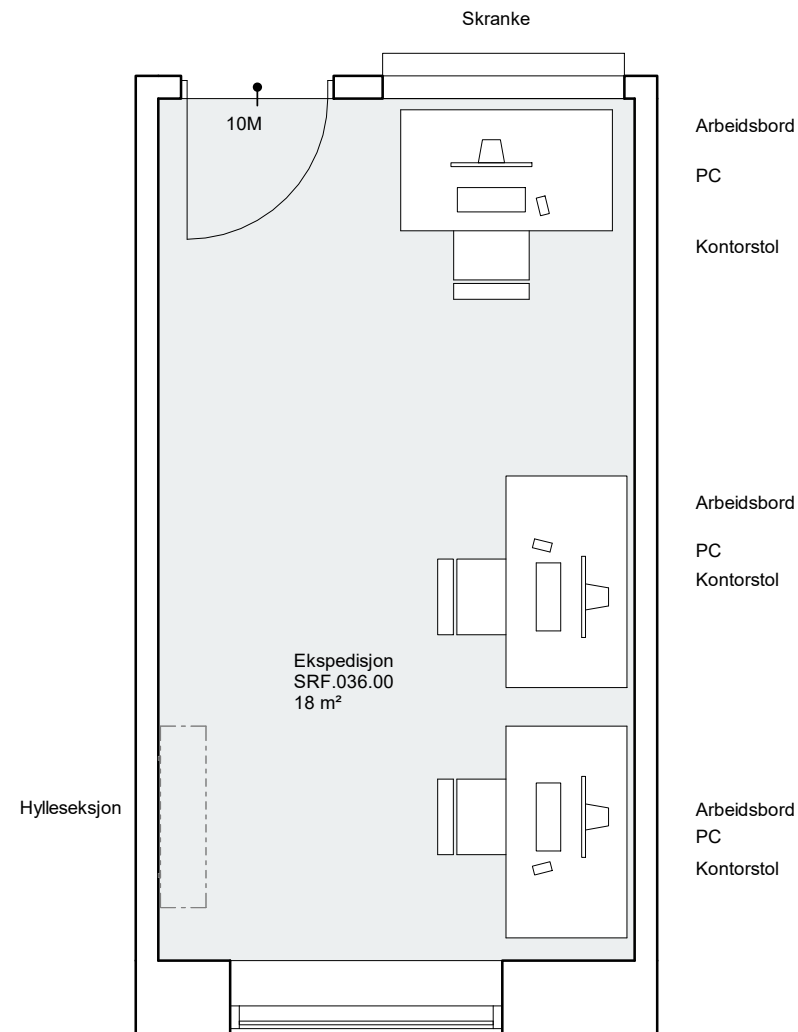 Skranke
10M
Arbeidsbord
PC
Kontorstol
Arbeidsbord
PC
Kontorstol
Ekspedisjon
SRF.036.00
18 m²
Hylleseksjon
Arbeidsbord
PC
Kontorstol